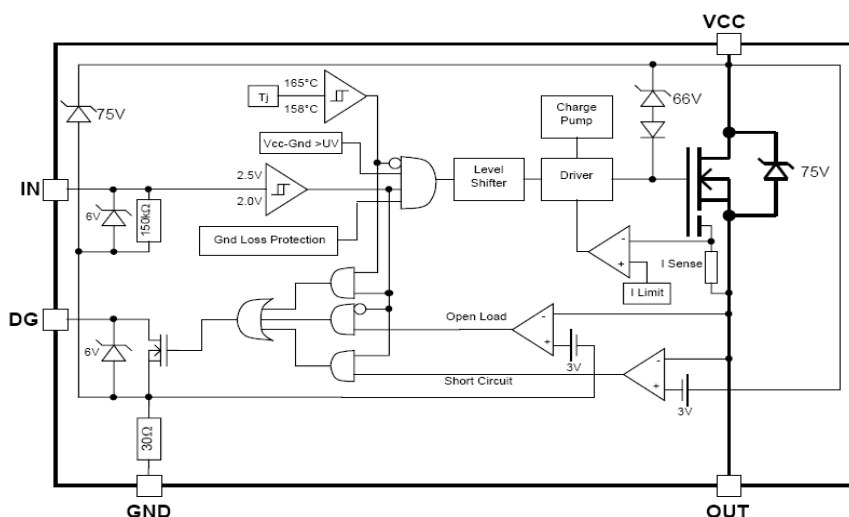 VCC
165°C
Tj
158°C
75V
66V
Charge
Pump
Vcc-Gnd >UV
75V
2.5V
IN
2.0V
Level
Shifter
Driver
6V
150kΩ
Gnd Loss Protection
-
+
I Sense
I Limit
DG
Open Load
-
+
6V
3V
-
+
Short Circuit
3V
30Ω
GND
OUT